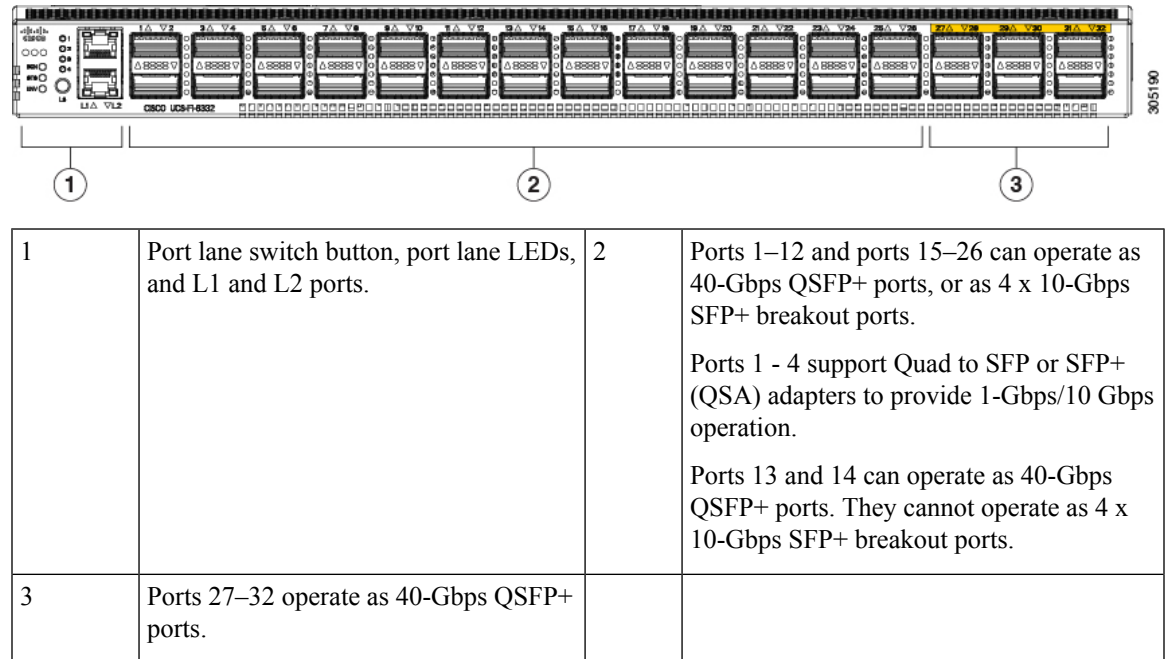 1△ ▽2 3△ ▽4 5△ ▽6 7△ ▽8 9△ ▽10 11△ ▽12 13△ ▽14 15△ ▽16 17△ ▽18 19△ ▽20 21△ ▽22 23△ ▽24 25△ ▽26 27△ ▽28 29△ ▽30 31△ ▽32
CISCO
BCN
STS
ENV
LS
L1△ ▽L2
CISCO UCS-FI-6332
305190
1 2 3
1 Port lane switch button, port lane LEDs,
and L1 and L2 ports.
2 Ports 1–12 and ports 15–26 can operate as
40-Gbps QSFP+ ports, or as 4 x 10-Gbps
SFP+ breakout ports.
Ports 1 - 4 support Quad to SFP or SFP+
(QSA) adapters to provide 1-Gbps/10 Gbps
operation.
Ports 13 and 14 can operate as 40-Gbps
QSFP+ ports. They cannot operate as 4 x
10-Gbps SFP+ breakout ports.
3 Ports 27–32 operate as 40-Gbps QSFP+
ports.